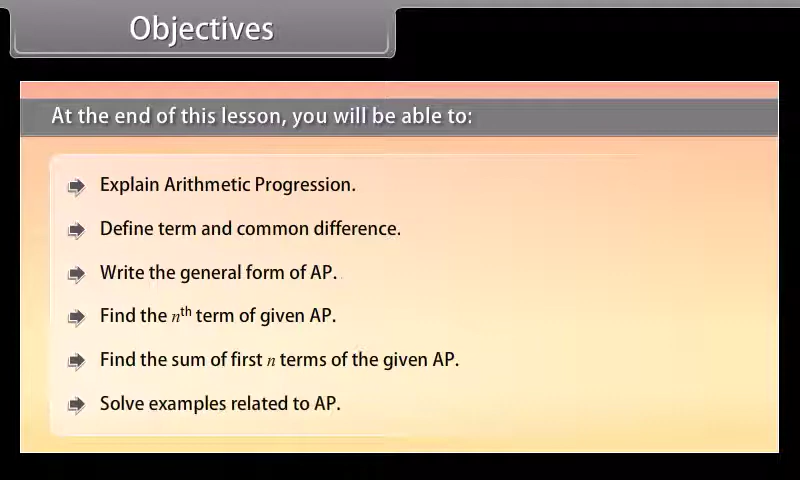 Objectives
At the end of this lesson, you will be able to:
Explain Arithmetic Progression.
Define term and common difference.
Write the general form of AP.
Find the nth term of given AP.
Find the sum of first n terms of the given AP.
Solve examples related to AP.